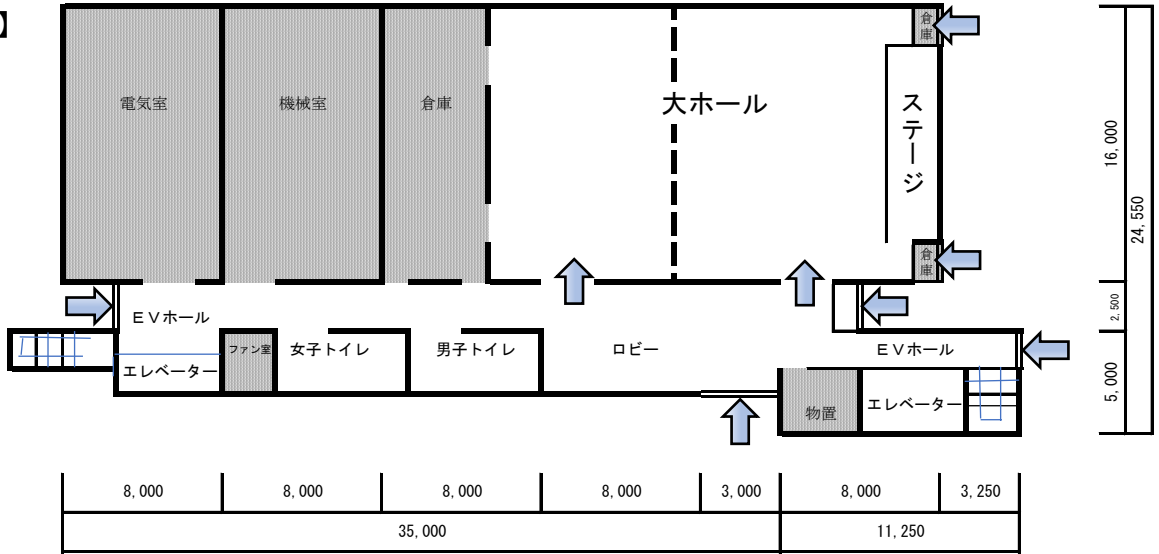 】
倉庫
電気室
機械室
倉庫
大ホール
ステージ
倉庫
EVホール
エレベーター
ファン室
女子トイレ
男子トイレ
ロビー
EVホール
物置
エレベーター
16,000
2,500
5,000
24,550
8,000
8,000
8,000
8,000
3,000
8,000
3,250
35,000
11,250